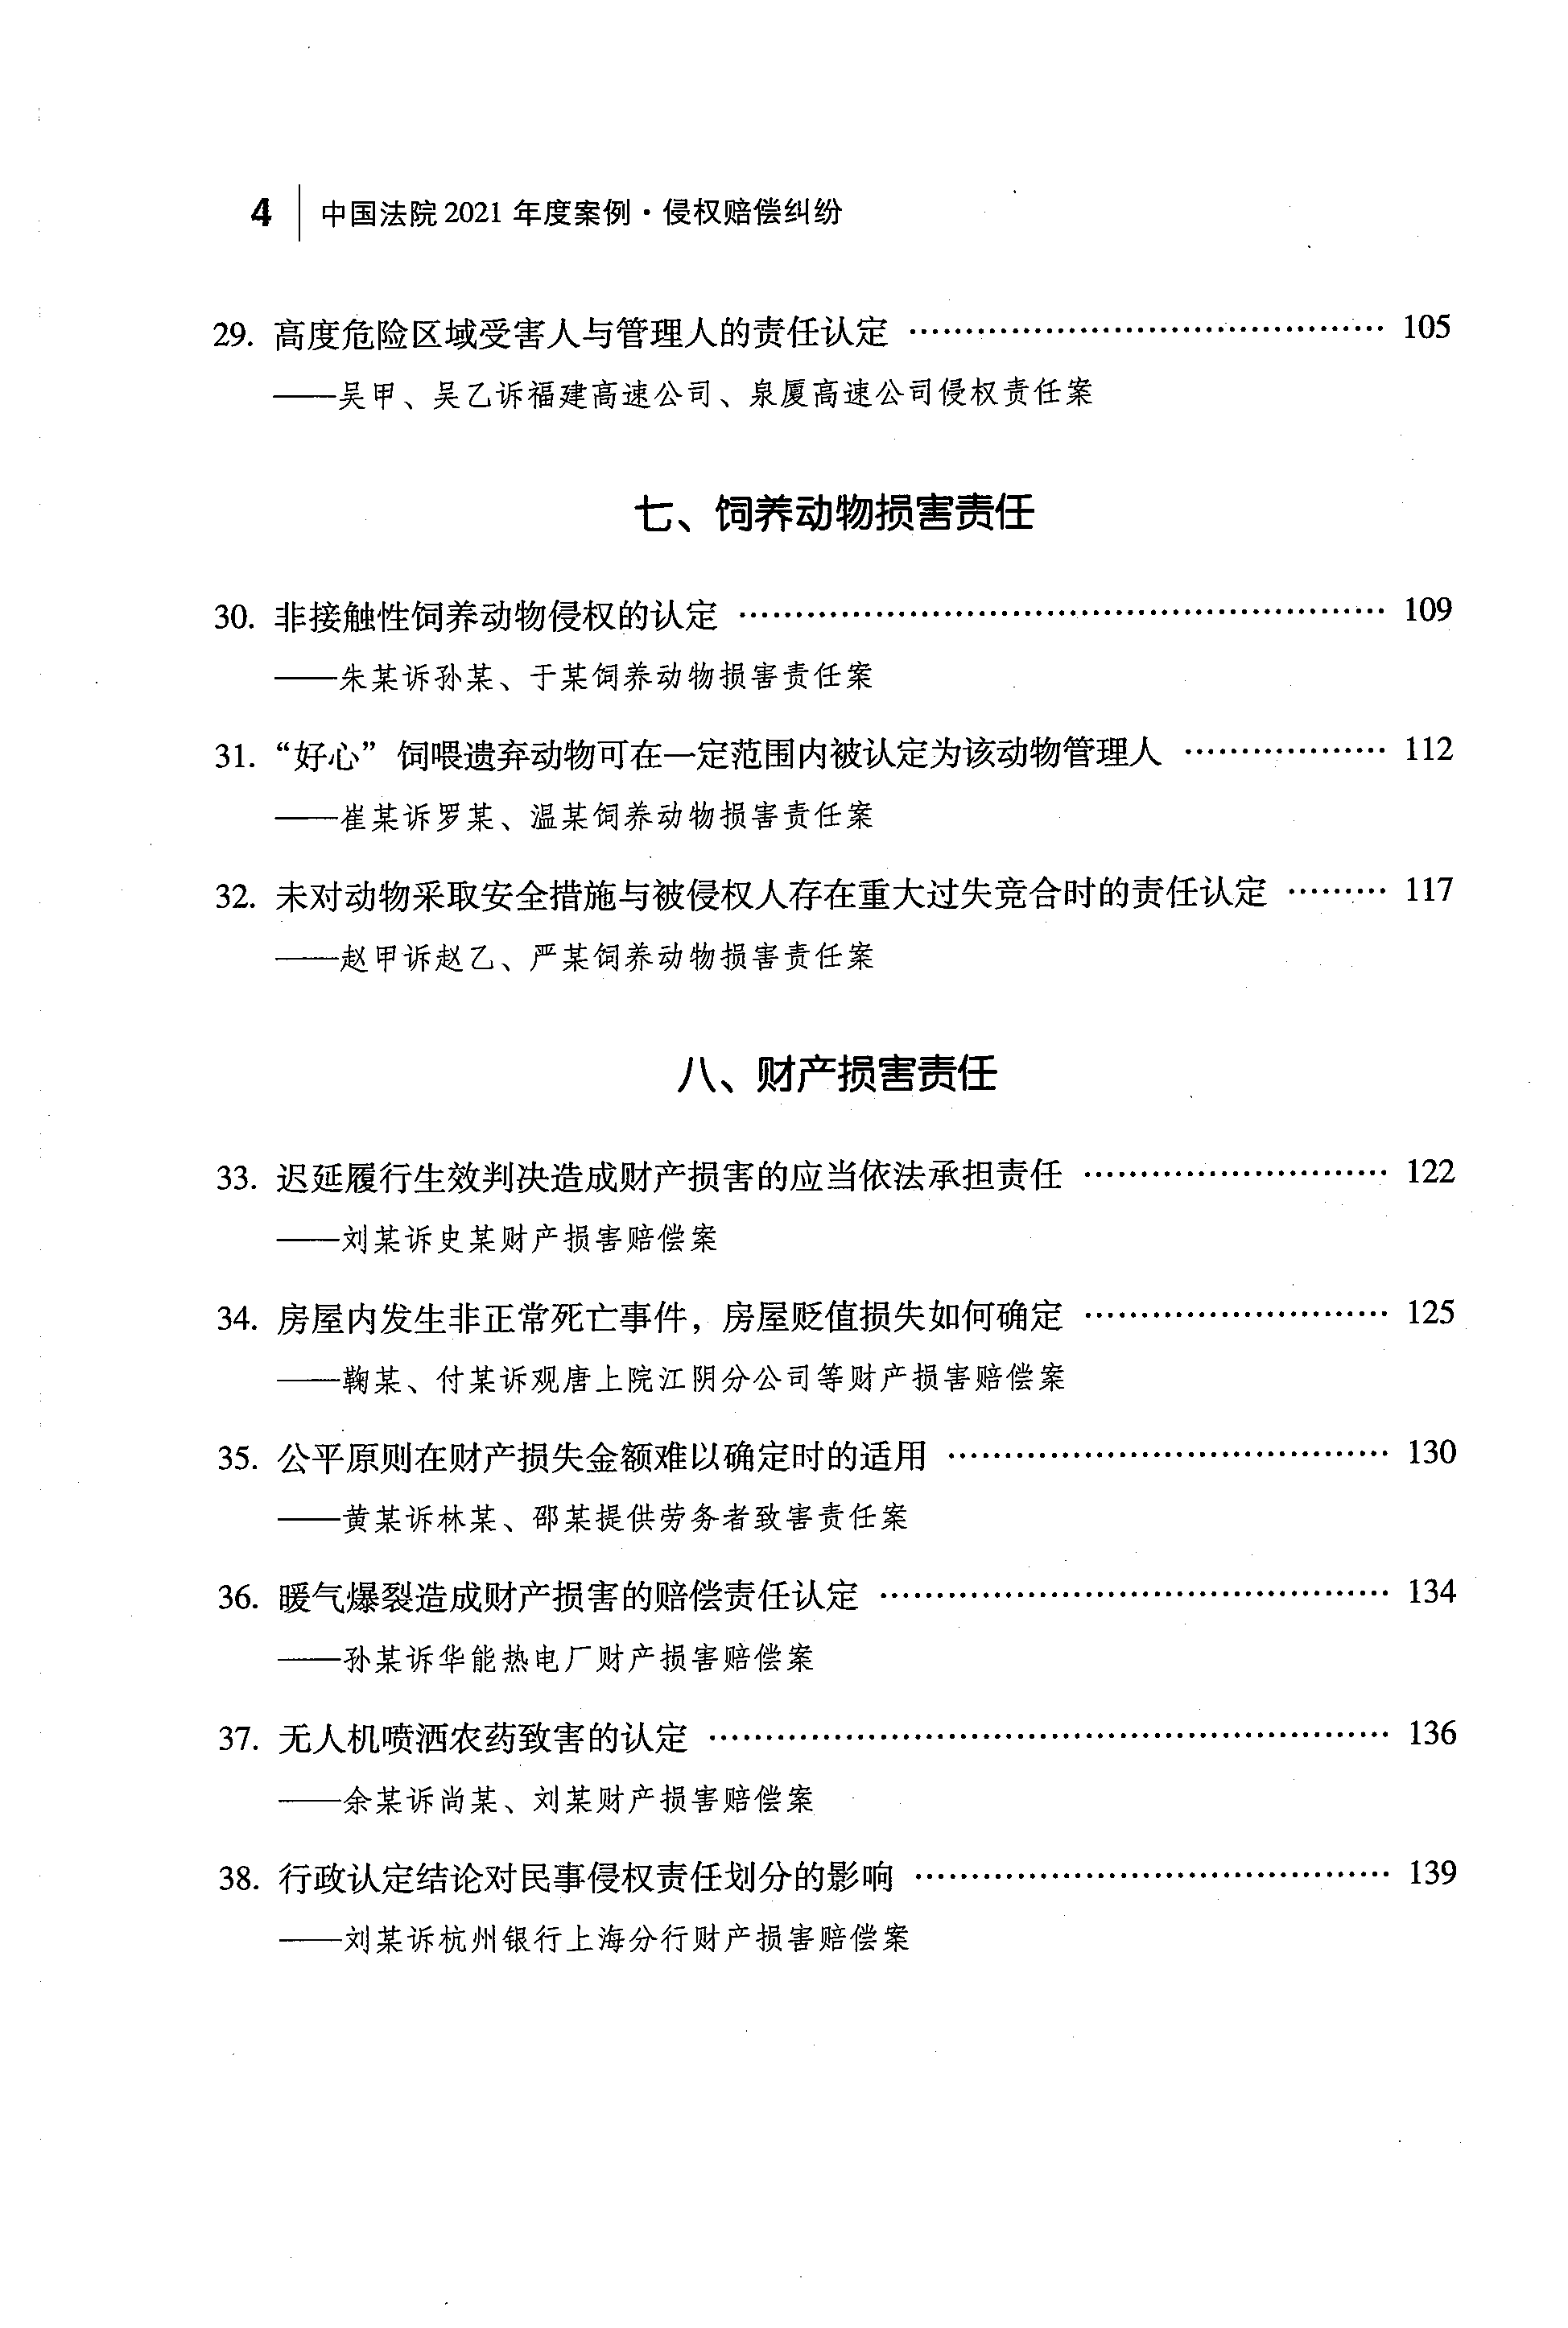 4 中国法院2021年度案例·侵权赔偿纠纷
29. 高度危险区域受害人与管理人的责任认定 ………………………………… 105
——吴甲、吴乙诉福建高速公司、泉厦高速公司侵权责任案
七、饲养动物损害责任
30. 非接触性饲养动物侵权的认定 ……………………………………………… 109
——朱某诉孙某、于某饲养动物损害责任案
31. “好心”饲喂遗弃动物可在一定范围内被认定为该动物管理人 ……………… 112
——崔某诉罗某、温某饲养动物损害责任案
32. 未对动物采取安全措施与被侵权人存在重大过失竞合时的责任认定 ……… 117
——赵甲诉赵乙、严某饲养动物损害责任案
八、财产损害责任
33. 迟延履行生效判决造成财产损害的应当依法承担责任 …………………… 122
——刘某诉史某财产损害赔偿案
34. 房屋内发生非正常死亡事件，房屋贬值损失如何确定 …………………… 125
——鞠某、付某诉观唐上院江阴分公司等财产损害赔偿案
35. 公平原则在财产损失金额难以确定时的适用 ……………………………… 130
——黄某诉林某、邵某提供劳务者致害责任案
36. 暖气爆裂造成财产损害的赔偿责任认定 …………………………………… 134
——孙某诉华能热电厂财产损害赔偿案
37. 无人机喷洒农药致害的认定 ………………………………………………… 136
——余某诉尚某、刘某财产损害赔偿案
38. 行政认定结论对民事侵权责任划分的影响 ………………………………… 139
——刘某诉杭州银行上海分行财产损害赔偿案